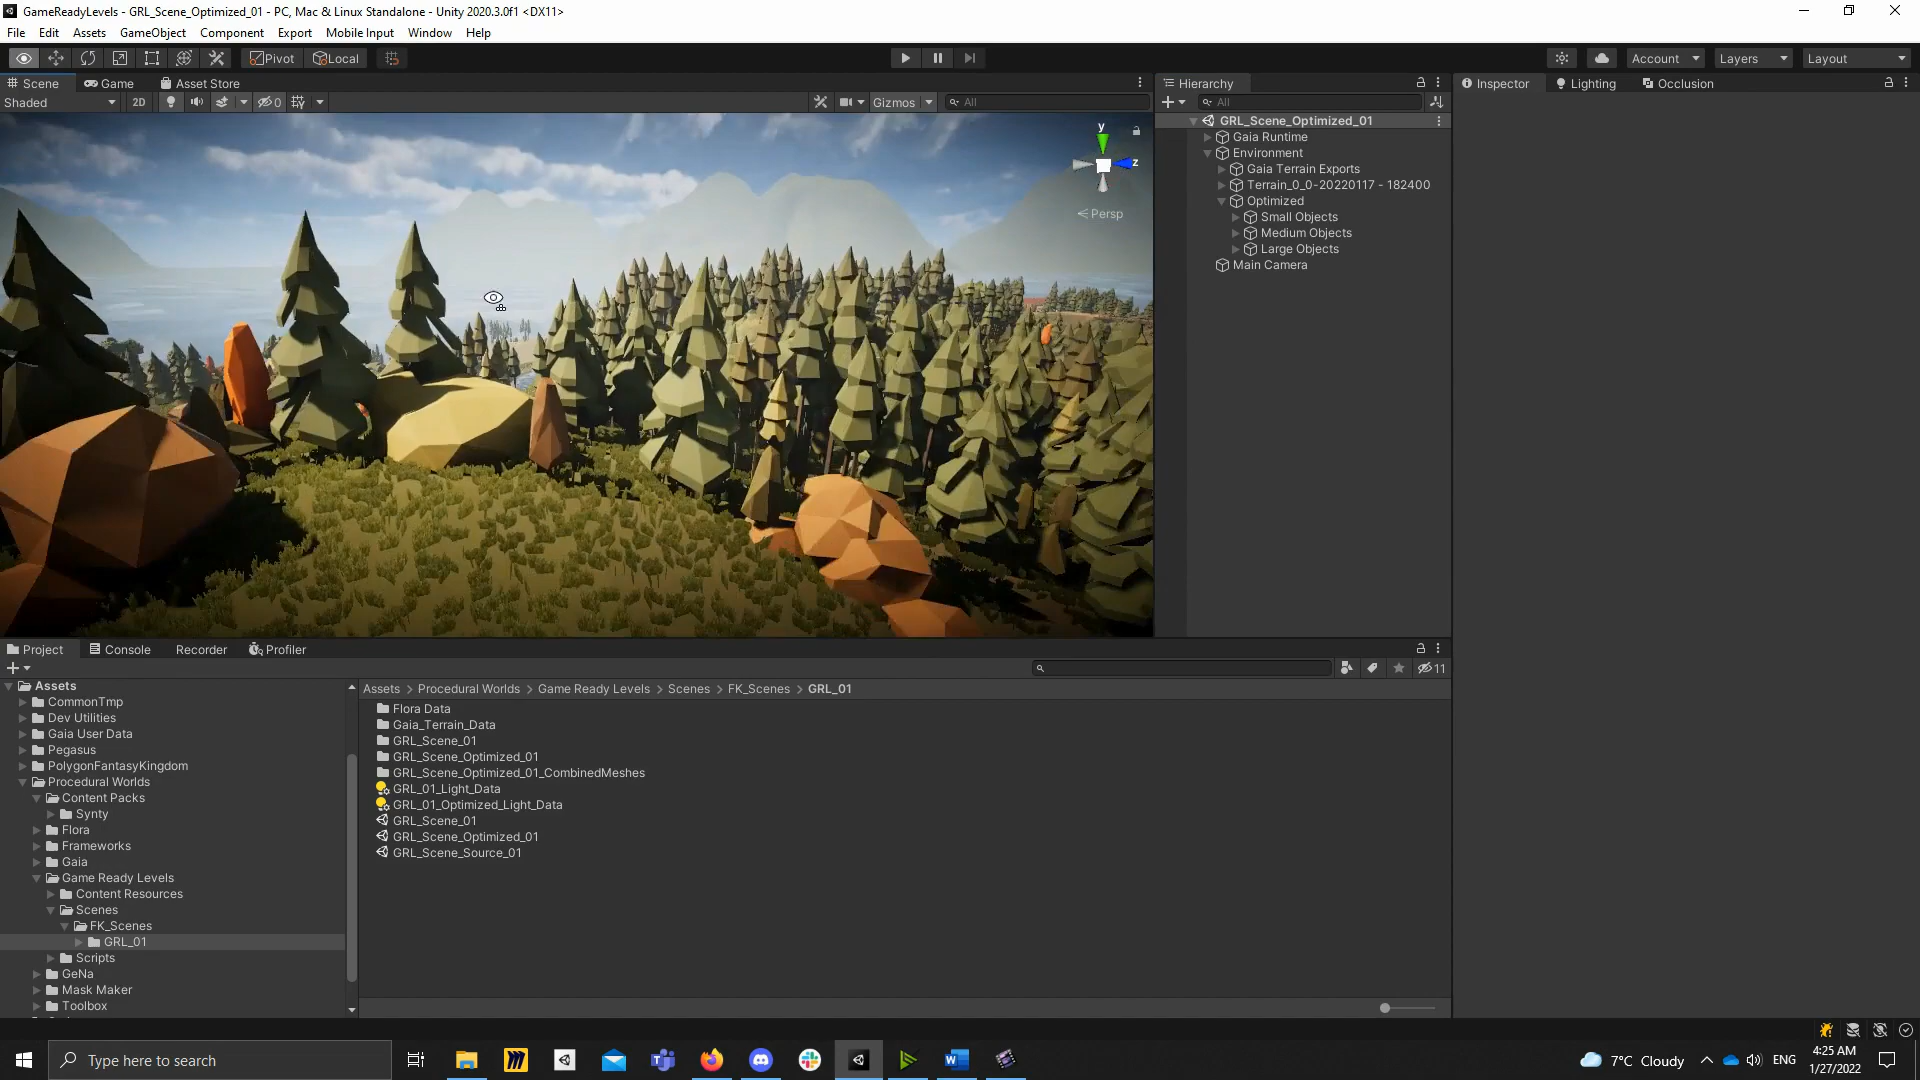 GameReadyLevels - GRL_Scene_Optimized_01 - PC, Mac & Linux Standalone - Unity 2020.3.0f1 <DX11>
File Edit Assets GameObject Component Export Mobile Input Window Help
Pivot Local Account Layers Layout
Scene Game Asset Store
Shaded 2D 0 Gizmos All
y
z
Persp
Hierarchy
All
GRL_Scene_Optimized_01
Gaia Runtime
Environment
Gaia Terrain Exports
Terrain_0_0-20220117 - 182400
Optimized
Small Objects
Medium Objects
Large Objects
Main Camera
Inspector Lighting Occlusion
Project Console Recorder Profiler
11
Assets
CommonTmp
Dev Utilities
Gaia User Data
Pegasus
PolygonFantasyKingdom
Procedural Worlds
Content Packs
Synty
Flora
Frameworks
Gaia
Game Ready Levels
Content Resources
Scenes
FK_Scenes
GRL_01
Scripts
GeNa
Mask Maker
Toolbox
Assets > Procedural Worlds > Game Ready Levels > Scenes > FK_Scenes > GRL_01
Flora Data
Gaia_Terrain_Data
GRL_Scene_01
GRL_Scene_Optimized_01
GRL_Scene_Optimized_01_CombinedMeshes
GRL_01_Light_Data
GRL_01_Optimized_Light_Data
GRL_Scene_01
GRL_Scene_Optimized_01
GRL_Scene_Source_01
Type here to search
7°C Cloudy ENG
4:25 AM
1/27/2022